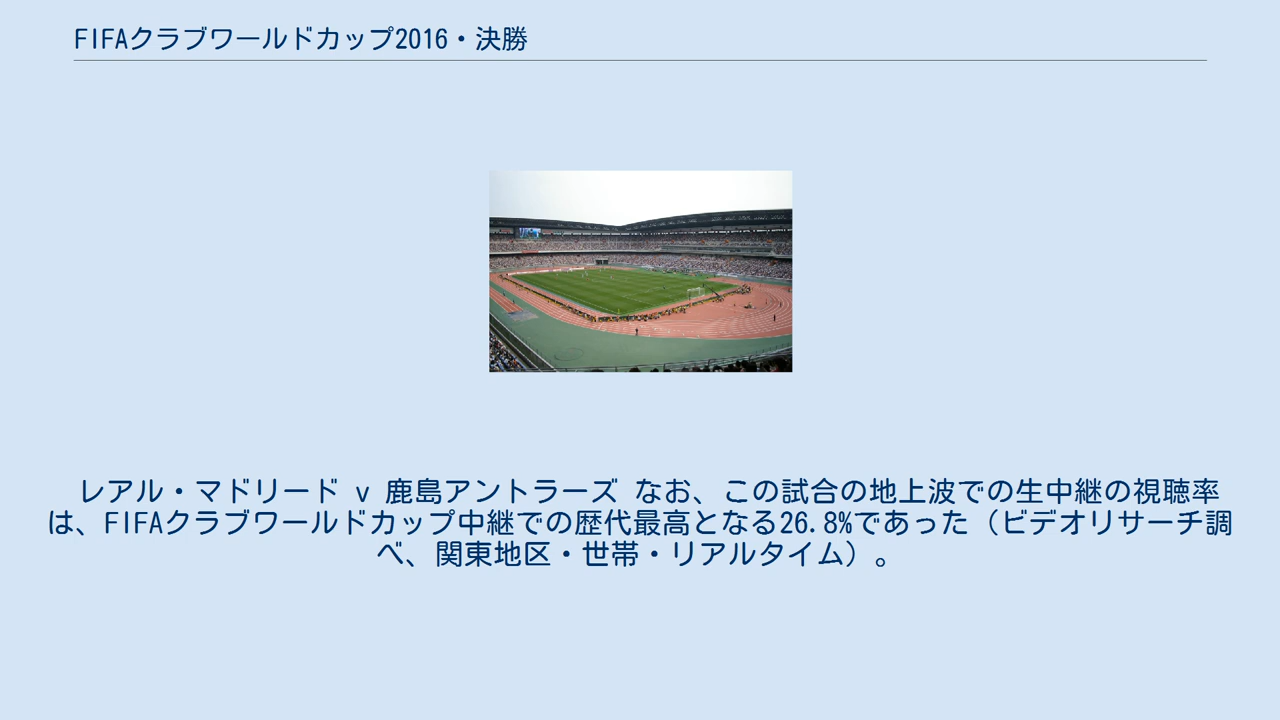 FIFAクラブワールドカップ2016・決勝
レアル・マドリード v 鹿島アントラーズ なお、この試合の地上波での生中継の視聴率
は、FIFAクラブワールドカップ中継での歴代最高となる26.8%であった（ビデオリサーチ調
べ、関東地区・世帯・リアルタイム）。